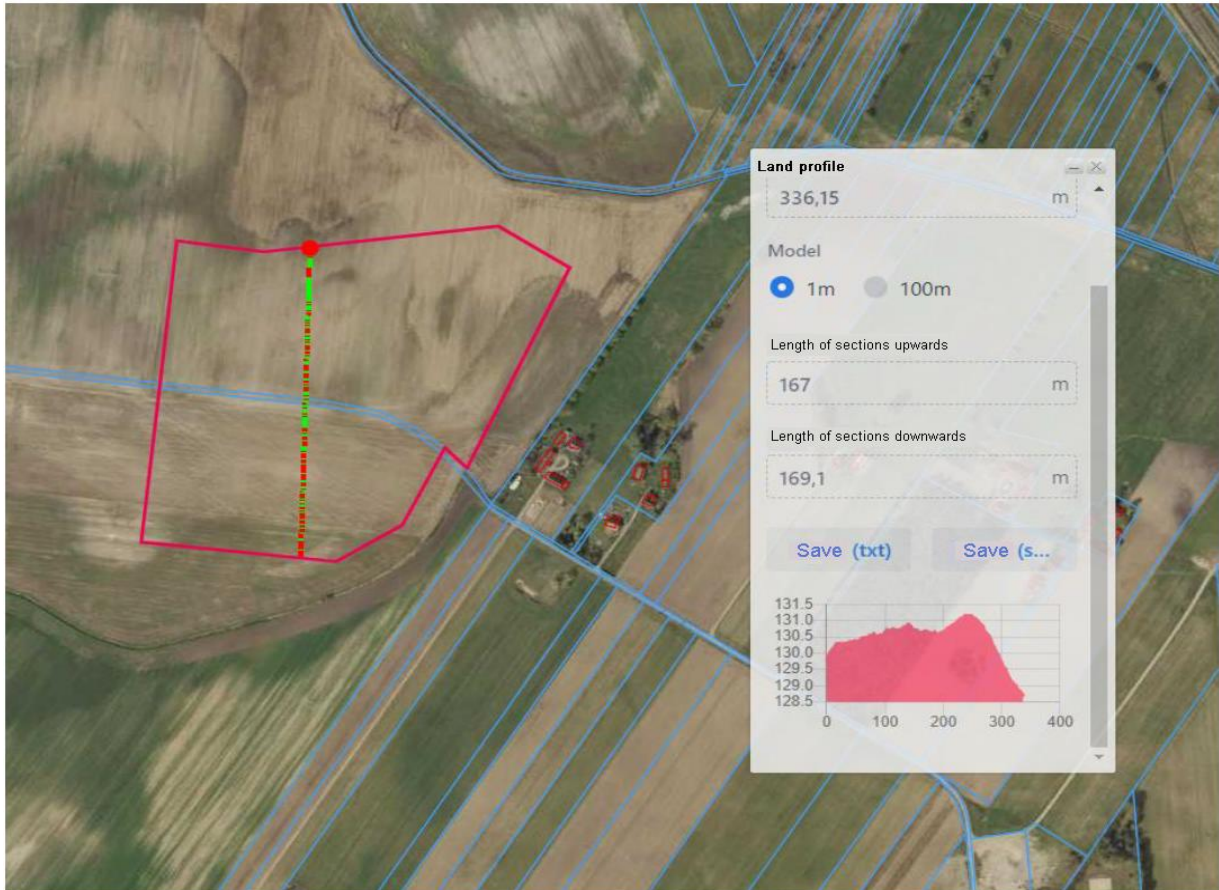 Land profile
336,15 m
Model
1m 100m
Length of sections upwards
167 m
Length of sections downwards
169,1 m
Save (txt) Save (s...
131.5
131.0
130.5
130.0
129.5
129.0
128.5
0 100 200 300 400